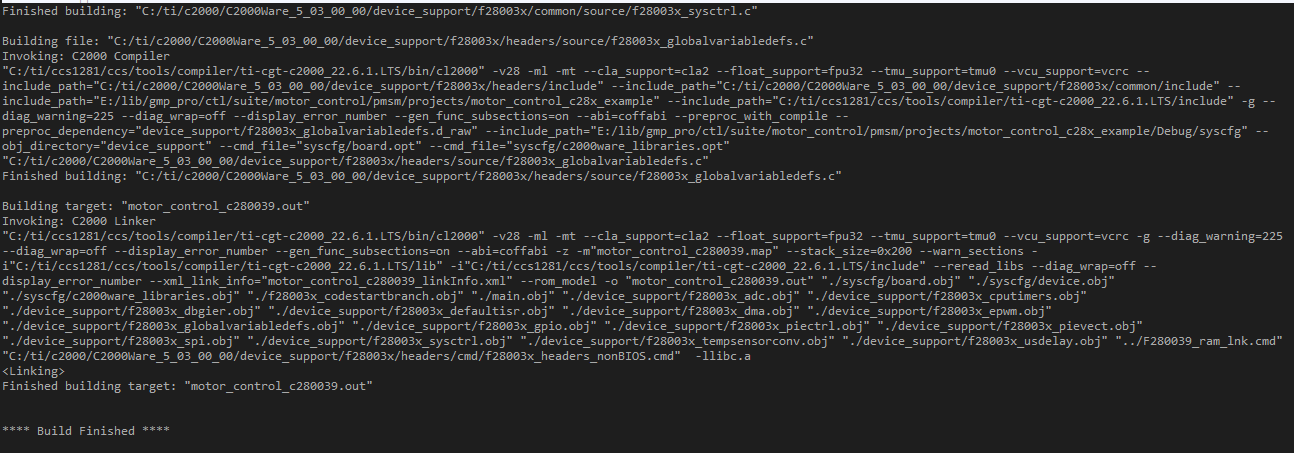 Finished building: "C:/ti/c2000/C2000Ware_5_03_00_00/device_support/f28003x/common/source/f28003x_sysctrl.c"
Building file: "C:/ti/c2000/C2000Ware_5_03_00_00/device_support/f28003x/headers/source/f28003x_globalvariabledefs.c"
Invoking: C2000 Compiler
"C:/ti/ccs1281/ccs/tools/compiler/ti-cgt-c2000_22.6.1.LTS/bin/cl2000" -v28 -ml -mt --cla_support=cla2 --float_support=fpu32 --tmu_support=tmu0 --vcu_support=vcrc --
include_path="C:/ti/c2000/C2000Ware_5_03_00_00/device_support/f28003x/headers/include" --include_path="C:/ti/c2000/C2000Ware_5_03_00_00/device_support/f28003x/common/include" --
include_path="E:/lib/gmp_pro/ctl/suite/motor_control/pmsm/projects/motor_control_c28x_example" --include_path="C:/ti/ccs1281/ccs/tools/compiler/ti-cgt-c2000_22.6.1.LTS/include" -g --
diag_warning=225 --diag_wrap=off --display_error_number --gen_func_subsections=on --abi=coffabi --preproc_with_compile --
preproc_dependency="device_support/f28003x_globalvariabledefs.d_raw" --include_path="E:/lib/gmp_pro/ctl/suite/motor_control/pmsm/projects/motor_control_c28x_example/Debug/syscfg" --
obj_directory="device_support" --cmd_file="syscfg/board.opt" --cmd_file="syscfg/c2000ware_libraries.opt"
"C:/ti/c2000/C2000Ware_5_03_00_00/device_support/f28003x/headers/source/f28003x_globalvariabledefs.c"
Finished building: "C:/ti/c2000/C2000Ware_5_03_00_00/device_support/f28003x/headers/source/f28003x_globalvariabledefs.c"
Building target: "motor_control_c280039.out"
Invoking: C2000 Linker
"C:/ti/ccs1281/ccs/tools/compiler/ti-cgt-c2000_22.6.1.LTS/bin/cl2000" -v28 -ml -mt --cla_support=cla2 --float_support=fpu32 --tmu_support=tmu0 --vcu_support=vcrc -g --diag_warning=225
--diag_wrap=off --display_error_number --gen_func_subsections=on --abi=coffabi -z -m"motor_control_c280039.map" --stack_size=0x200 --warn_sections -
i"C:/ti/ccs1281/ccs/tools/compiler/ti-cgt-c2000_22.6.1.LTS/lib" -i"C:/ti/ccs1281/ccs/tools/compiler/ti-cgt-c2000_22.6.1.LTS/include" --reread_libs --diag_wrap=off --
display_error_number --xml_link_info="motor_control_c280039_linkInfo.xml" --rom_model -o "motor_control_c280039.out" "./syscfg/board.obj" "./syscfg/device.obj"
"./syscfg/c2000ware_libraries.obj" "./f28003x_codestartbranch.obj" "./main.obj" "./device_support/f28003x_adc.obj" "./device_support/f28003x_cputimers.obj"
"./device_support/f28003x_dbgier.obj" "./device_support/f28003x_defaultisr.obj" "./device_support/f28003x_dma.obj" "./device_support/f28003x_epwm.obj"
"./device_support/f28003x_globalvariabledefs.obj" "./device_support/f28003x_gpio.obj" "./device_support/f28003x_piectrl.obj" "./device_support/f28003x_pievect.obj"
"./device_support/f28003x_spi.obj" "./device_support/f28003x_sysctrl.obj" "./device_support/f28003x_tempsensorconv.obj" "./device_support/f28003x_usdelay.obj" "../F280039_ram_lnk.cmd"
"C:/ti/c2000/C2000Ware_5_03_00_00/device_support/f28003x/headers/cmd/f28003x_headers_nonBIOS.cmd"  -llibc.a
<Linking>
Finished building target: "motor_control_c280039.out"
**** Build Finished ****